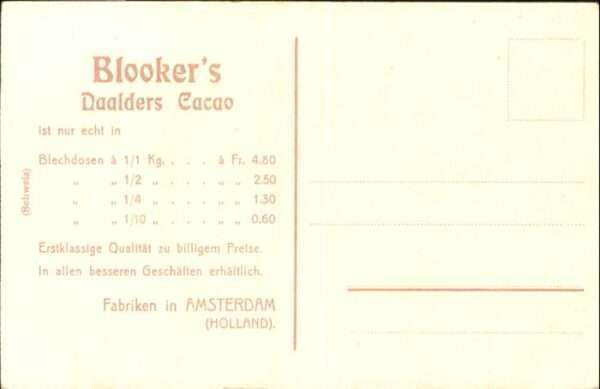 Blooker's
Daalders Cacao
ist nur echt in
Blechdosen à 1/1 Kg. . . . à Fr. 4.80
„ „ 1/2 „ . . . „ „ 2.50
„ „ 1/4 „ . . . „ „ 1.30
„ „ 1/10 „ . . . „ „ 0.60
(Schweiz)
Erstklassige Qualität zu billigem Preise.
In allen besseren Geschäften erhältlich.
Fabriken in AMSTERDAM
(HOLLAND).